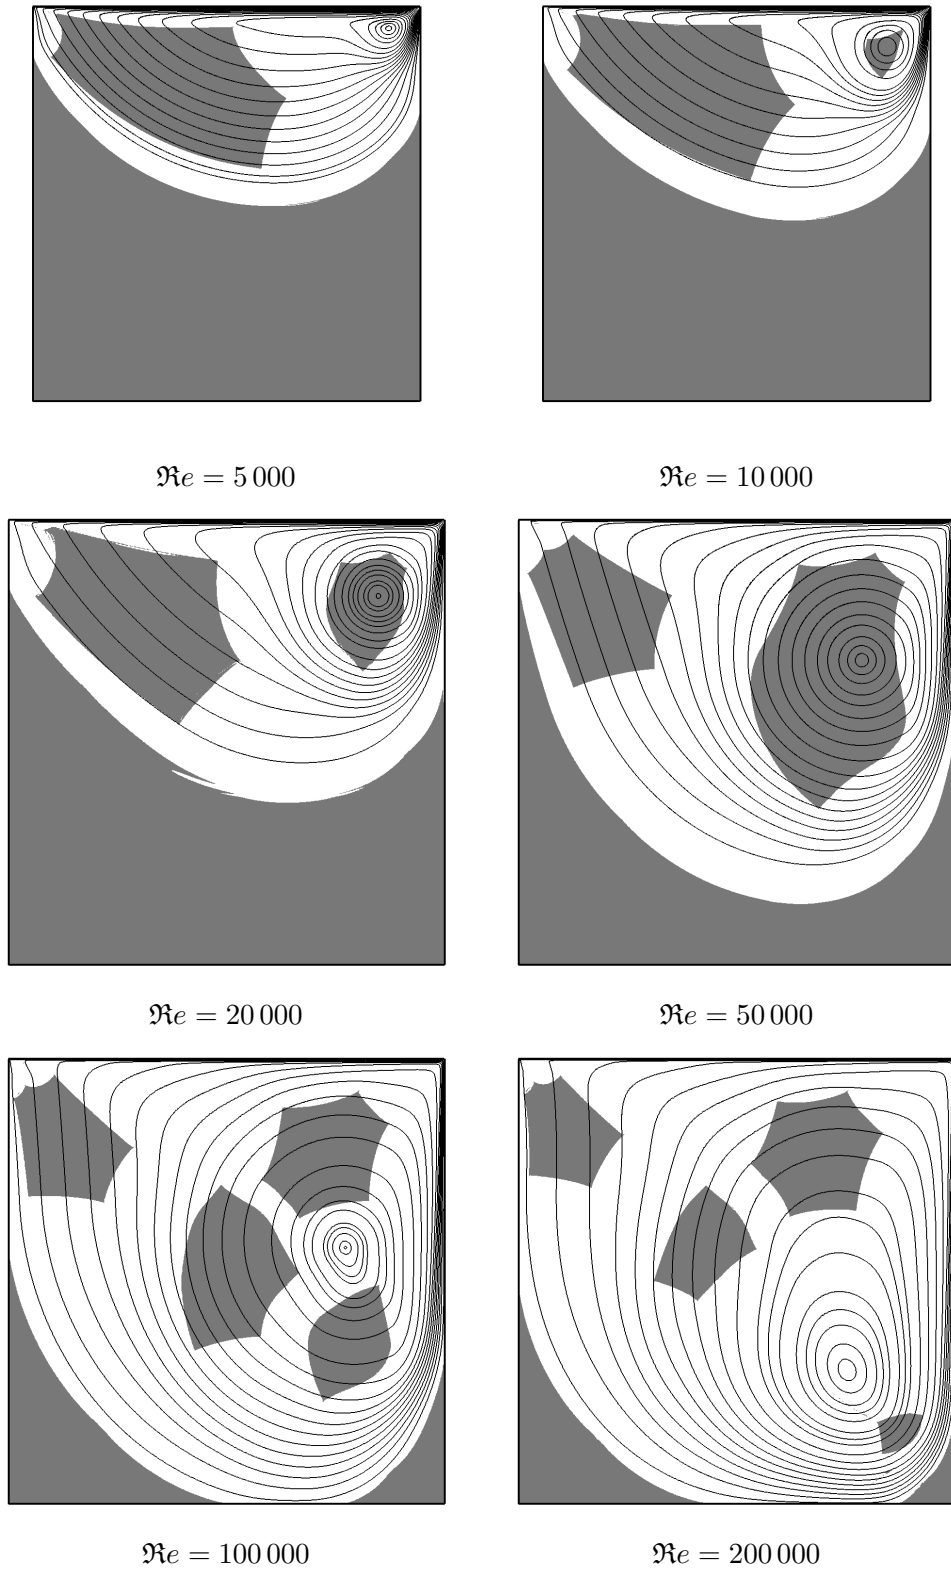 ℜe = 5 000
ℜe = 10 000
ℜe = 20 000
ℜe = 50 000
ℜe = 100 000
ℜe = 200 000